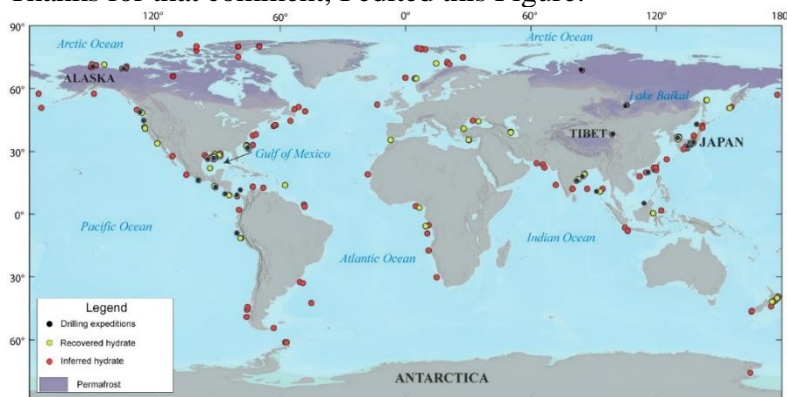 Thanks for that comment, I edited this Figure.
120° 60° 0° 60° 120° 180°
90°
Arctic Ocean Arctic Ocean
ALASKA
60°
Lake Baikal
TIBET
JAPAN
30°
Gulf of Mexico
0°
Pacific Ocean
Atlantic Ocean
Indian Ocean
30°
Legend
Drilling expeditions
Recovered hydrate
Inferred hydrate
Permafrost
60°
ANTARCTICA